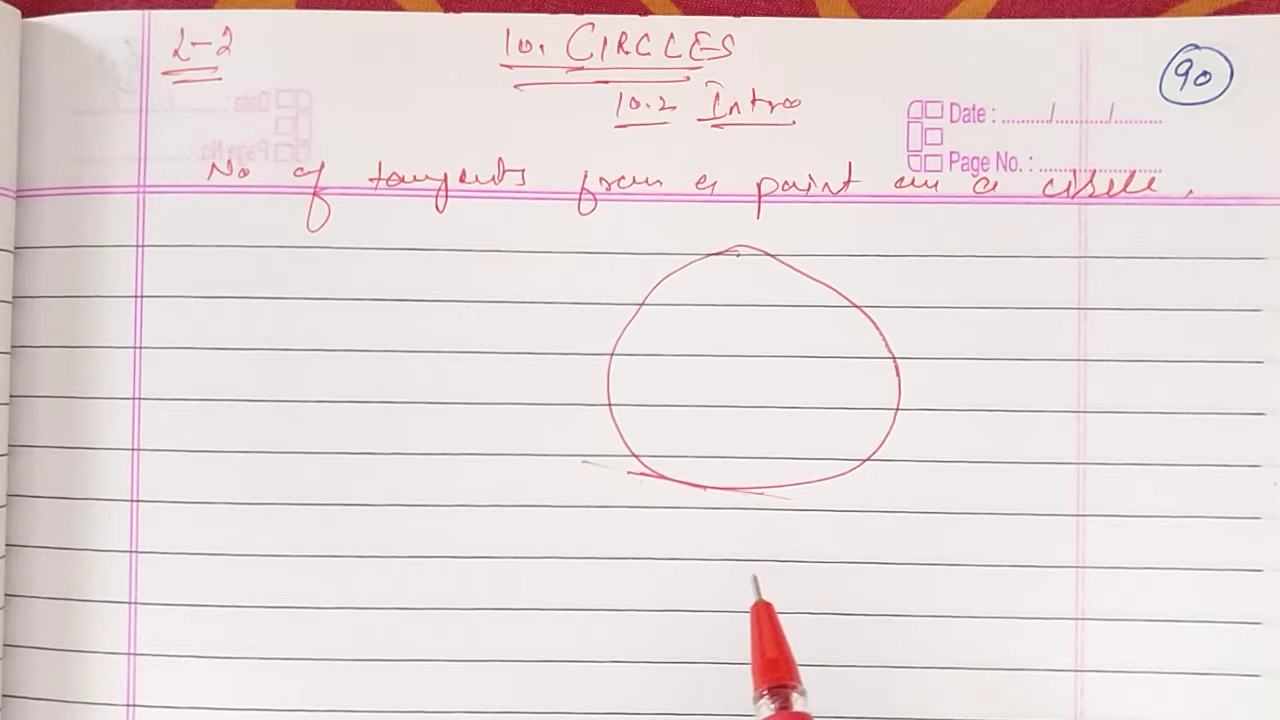 2-2
10. CIRCLES
90
10.2 Intro
Date : ........../........../..........
Page No. : ..............................
No of tangents from a point on a circle.